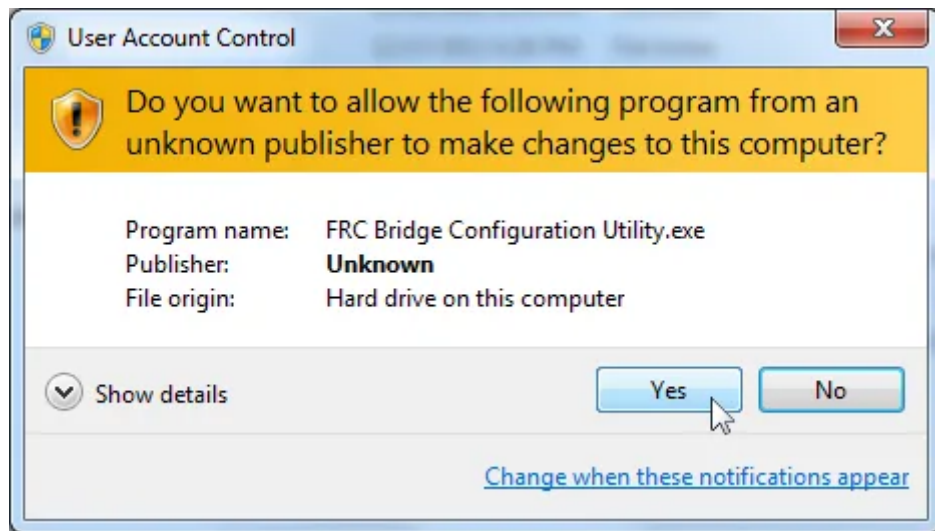 User Account Control
Do you want to allow the following program from an
unknown publisher to make changes to this computer?
Program name: FRC Bridge Configuration Utility.exe
Publisher: Unknown
File origin: Hard drive on this computer
Show details
Yes
No
Change when these notifications appear